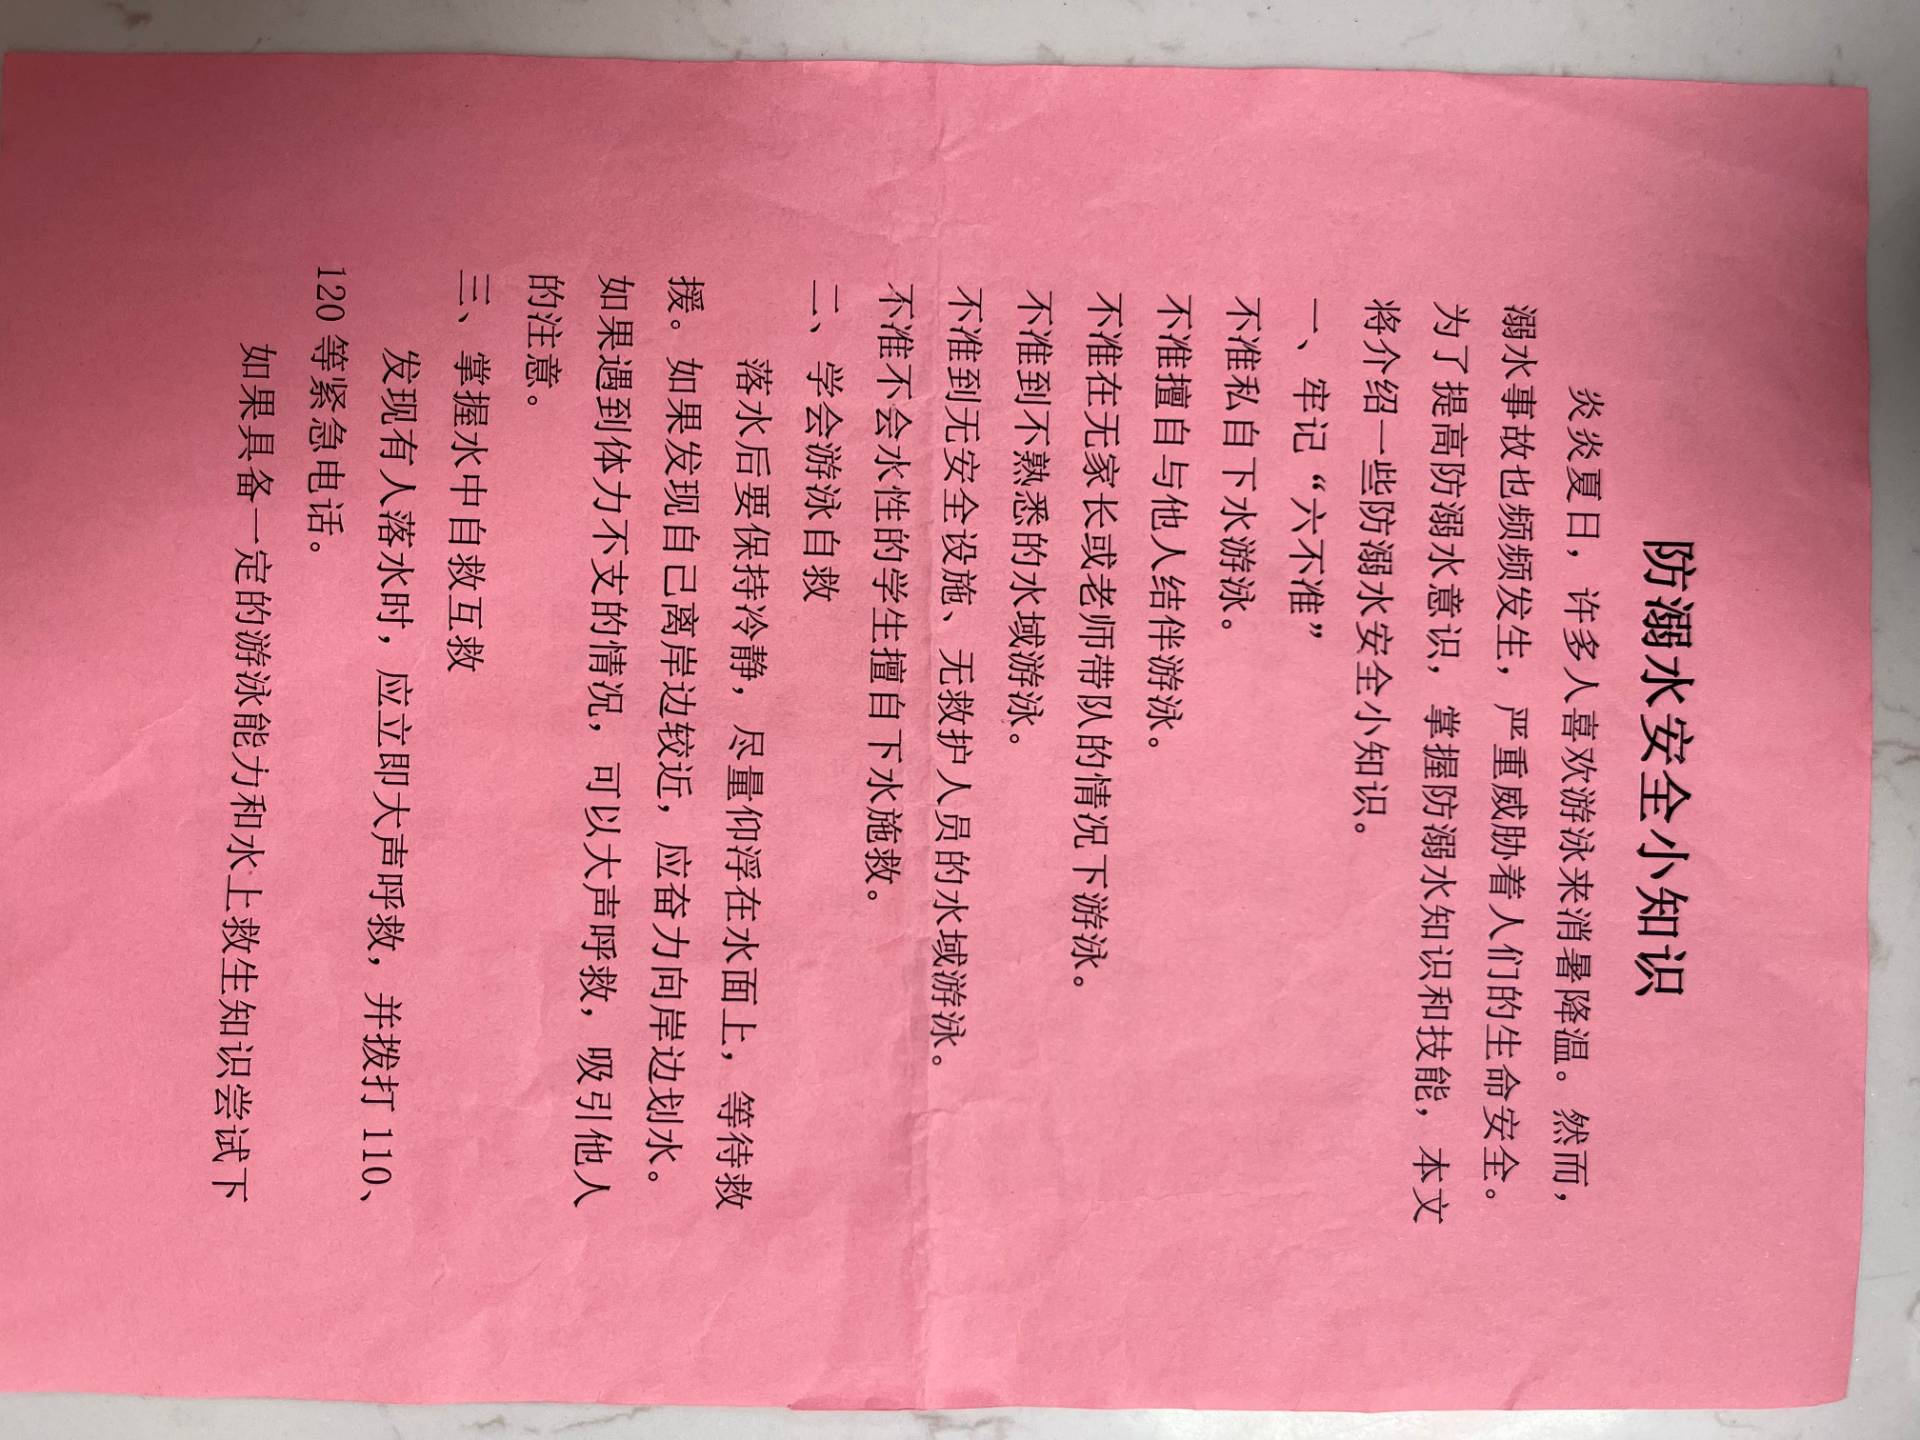 防溺水安全小知识
炎炎夏日，许多人喜欢游泳来消暑降温。然而，
溺水事故也频频发生，严重威胁着人们的生命安全。
为了提高防溺水意识，掌握防溺水知识和技能，本文
将介绍一些防溺水安全小知识。
一、牢记“六不准”
不准私自下水游泳。
不准擅自与他人结伴游泳。
不准在无家长或老师带队的情况下游泳。
不准到不熟悉的水域游泳。
不准到无安全设施、无救护人员的水域游泳。
不准不会水性的学生擅自下水施救。
二、学会游泳自救
落水后要保持冷静，尽量仰浮在水面上，等待救
援。如果发现自己离岸边较近，应奋力向岸边划水。
如果遇到体力不支的情况，可以大声呼救，吸引他人
的注意。
三、掌握水中自救互救
发现有人落水时，应立即大声呼救，并拨打 110、
120 等紧急电话。
如果具备一定的游泳能力和水上救生知识尝试下